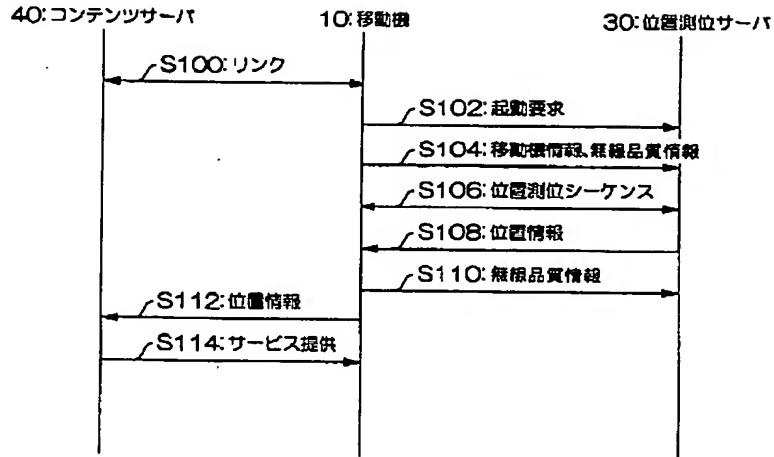 40:コンテンツサーバ
10:移動機
30:位置測位サーバ
S100:リンク
S102:起動要求
S104:移動機情報、無線品質情報
S106:位置測位シーケンス
S108:位置情報
S110:無線品質情報
S112:位置情報
S114:サービス提供